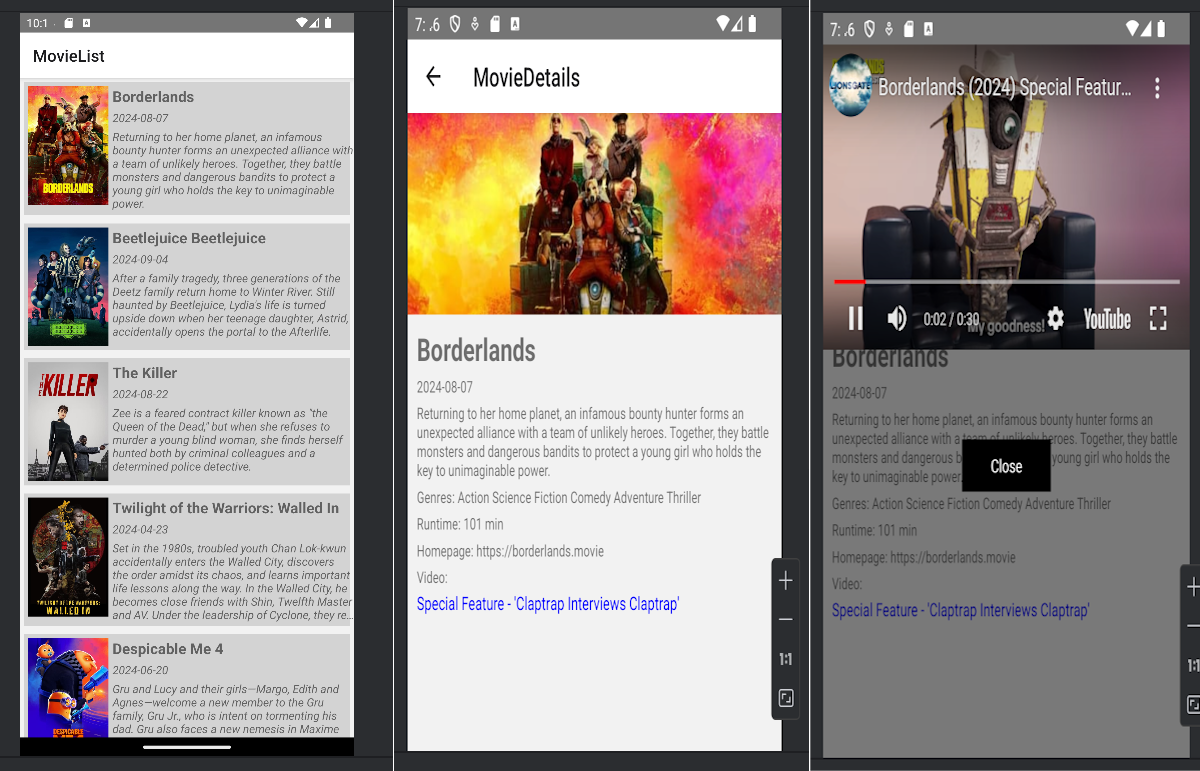 10:1
MovieList
BORDERLANDS
Borderlands
2024-08-07
Returning to her home planet, an infamous
bounty hunter forms an unexpected alliance with
a team of unlikely heroes. Together, they battle
monsters and dangerous bandits to protect a
young girl who holds the key to unimaginable
power.
Beetlejuice Beetlejuice
2024-09-04
After a family tragedy, three generations of the
Deetz family return home to Winter River. Still
haunted by Beetlejuice, Lydia's life is turned
upside down when her teenage daughter, Astrid,
accidentally opens the portal to the Afterlife.
THE KILLER
The Killer
2024-08-22
Zee is a feared contract killer known as "the
Queen of the Dead," but when she refuses to
murder a young blind woman, she finds herself
hunted both by criminal colleagues and a
determined police detective.
TWILIGHT OF THE WARRIORS:
WALLED IN
Twilight of the Warriors: Walled In
2024-04-23
Set in the 1980s, troubled youth Chan Lok-kwun
accidentally enters the Walled City, discovers
the order amidst its chaos, and learns important
life lessons along the way. In the Walled City, he
becomes close friends with Shin, Twelfth Master
and AV. Under the leadership of Cyclone, they re...
DESPICABLE
Despicable Me 4
2024-06-20
Gru and Lucy and their girls—Margo, Edith and
Agnes—welcome a new member to the Gru
family, Gru Jr., who is intent on tormenting his
dad. Gru also faces a new nemesis in Maxime
7:.6
MovieDetails
Borderlands
2024-08-07
Returning to her home planet, an infamous bounty hunter forms an
unexpected alliance with a team of unlikely heroes. Together, they battle
monsters and dangerous bandits to protect a young girl who holds the
key to unimaginable power.
Genres: Action Science Fiction Comedy Adventure Thriller
Runtime: 101 min
Homepage: https://borderlands.movie
Video:
Special Feature - 'Claptrap Interviews Claptrap'
1:1
7:.6
LIONSGATE
Borderlands (2024) Special Featur...
My goodness!
0:02 / 0:30
YouTube
Borderlands
2024-08-07
Returning to her home planet, an infamous bounty hunter forms an
unexpected alliance with a team of unlikely heroes. Together, they battle
monsters and dangerous b young girl who holds the
key to unimaginable power.
Close
Genres: Action Science Fiction Comedy Adventure Thriller
Runtime: 101 min
Homepage: https://borderlands.movie
Video:
Special Feature - 'Claptrap Interviews Claptrap'
1:1